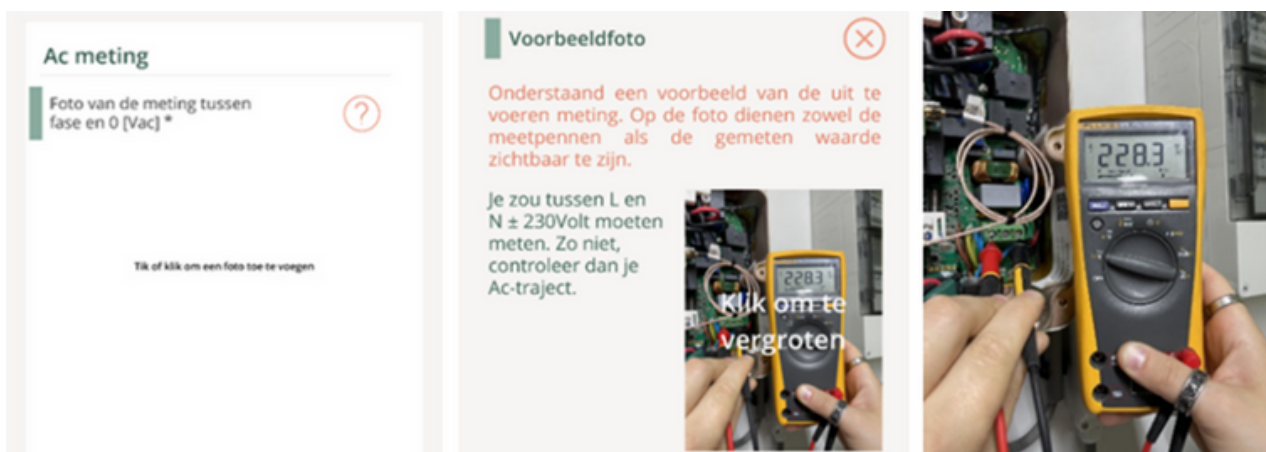 Ac meting
Foto van de meting tussen
fase en 0 [Vac] *
?
Tik of klik om een foto toe te voegen
Voorbeeldfoto
Onderstaand een voorbeeld van de uit te
voeren meting. Op de foto dienen zowel de
meetpennen als de gemeten waarde
zichtbaar te zijn.
Je zou tussen L en
N ± 230Volt moeten
meten. Zo niet,
controleer dan je
Ac-traject.
228.3
Klik om te
vergroten
228.3